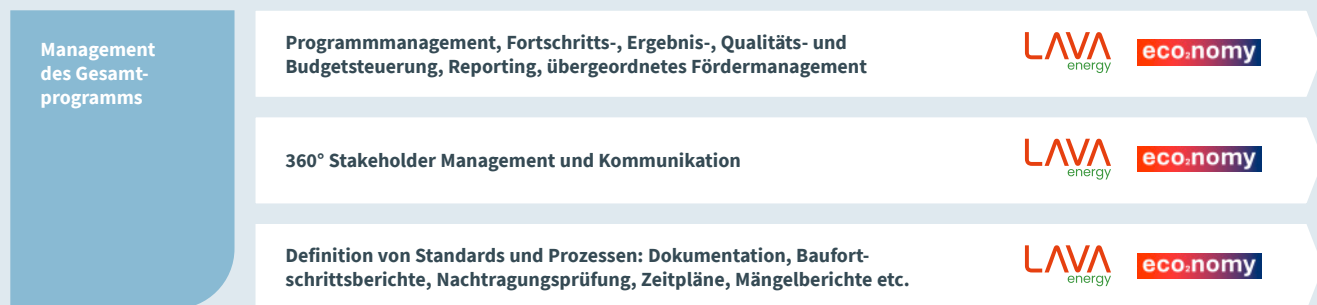 Management
des Gesamt-
programms
Programmmanagement, Fortschritts-, Ergebnis-, Qualitäts- und
Budgetsteuerung, Reporting, übergeordnetes Fördermanagement
LAVA
energy
eco₂nomy
360° Stakeholder Management und Kommunikation
LAVA
energy
eco₂nomy
Definition von Standards und Prozessen: Dokumentation, Baufort-
schrittsberichte, Nachtragungsprüfung, Zeitpläne, Mängelberichte etc.
LAVA
energy
eco₂nomy